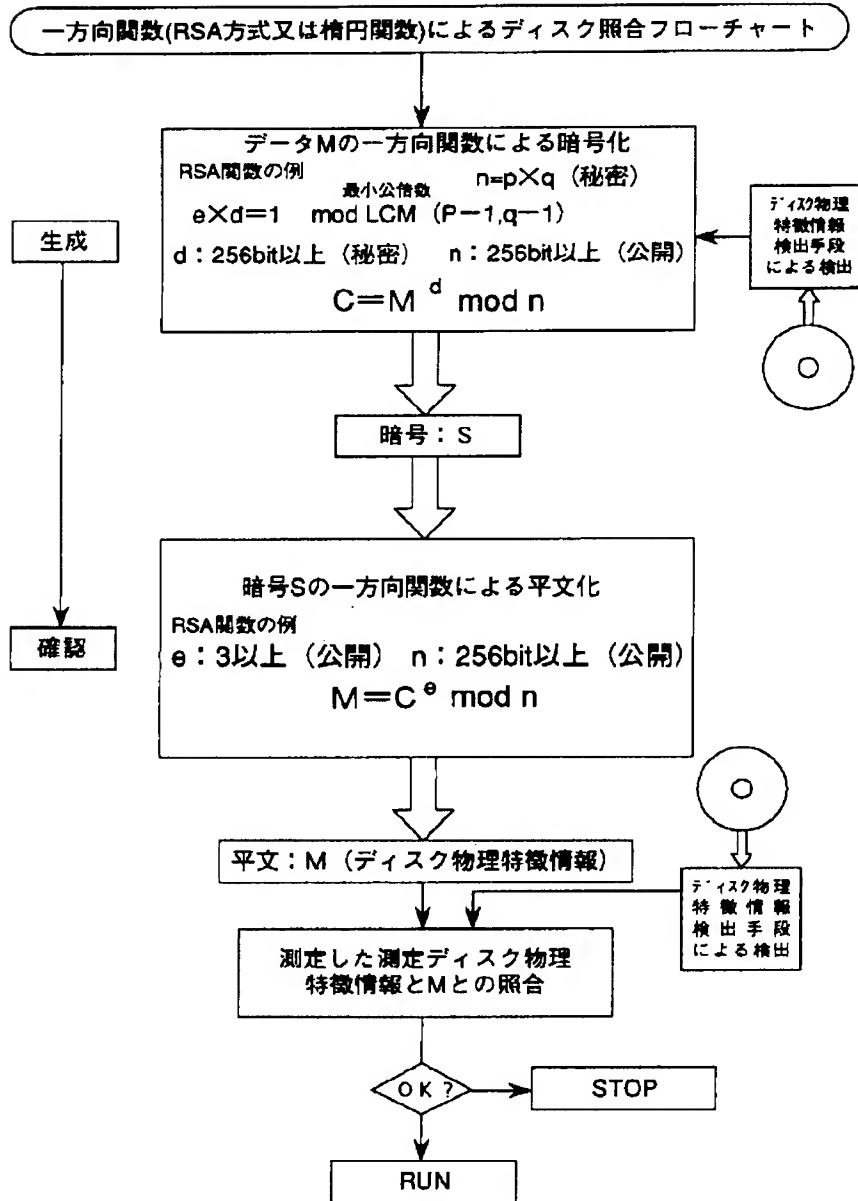 一方向関数(RSA方式又は楕円関数)によるディスク照合フローチャート
データMの一方向関数による暗号化
RSA関数の例
n=p×q（秘密）
最小公倍数
e×d＝1 mod LCM（P−1,q−1）
d：256bit以上（秘密） n：256bit以上（公開）
C＝M d mod n
ディスク物理
特徴情報
検出手段
による検出
生成
暗号：S
暗号Sの一方向関数による平文化
RSA関数の例
e：3以上（公開） n：256bit以上（公開）
M＝C e mod n
確認
平文：M（ディスク物理特徴情報）
ディスク物理
特徴情報
検出手段
による検出
測定した測定ディスク物理
特徴情報とMとの照合
OK?
STOP
RUN